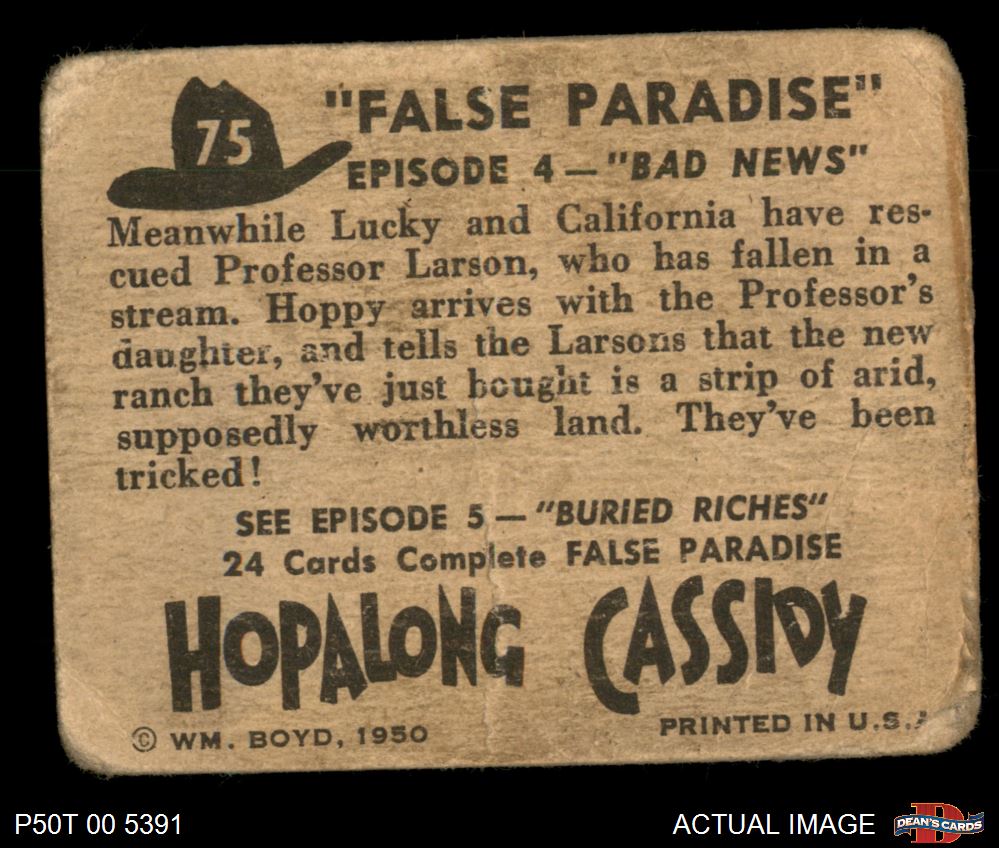 75
"FALSE PARADISE"
EPISODE 4 — "BAD NEWS"
Meanwhile Lucky and California have res-
cued Professor Larson, who has fallen in a
stream. Hoppy arrives with the Professor's
daughter, and tells the Larsons that the new
ranch they've just bought is a strip of arid,
supposedly worthless land. They've been
tricked!
SEE EPISODE 5 — "BURIED RICHES"
24 Cards Complete FALSE PARADISE
HOPALONG CASSIDY
© WM. BOYD, 1950
PRINTED IN U.S.A
P50T 00 5391
ACTUAL IMAGE
DEAN'S CARDS